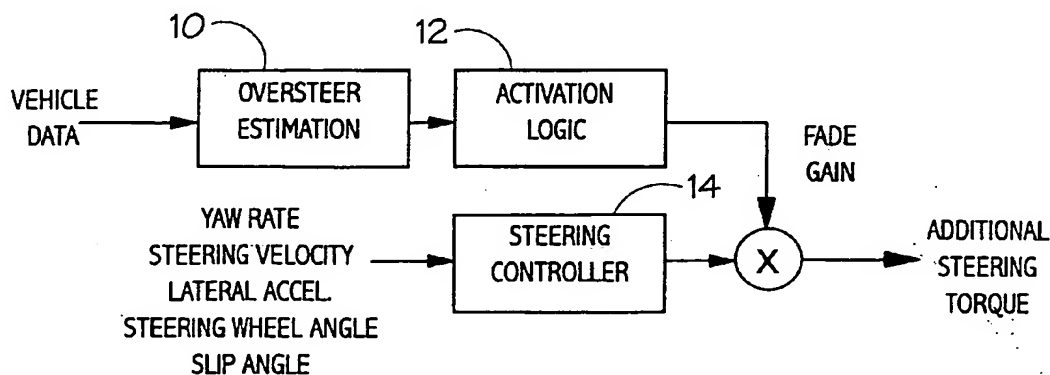 10
12
VEHICLE
DATA
OVERSTEER
ESTIMATION
ACTIVATION
LOGIC
FADE
GAIN
14
YAW RATE
STEERING VELOCITY
LATERAL ACCEL.
STEERING WHEEL ANGLE
SLIP ANGLE
STEERING
CONTROLLER
X
ADDITIONAL
STEERING
TORQUE